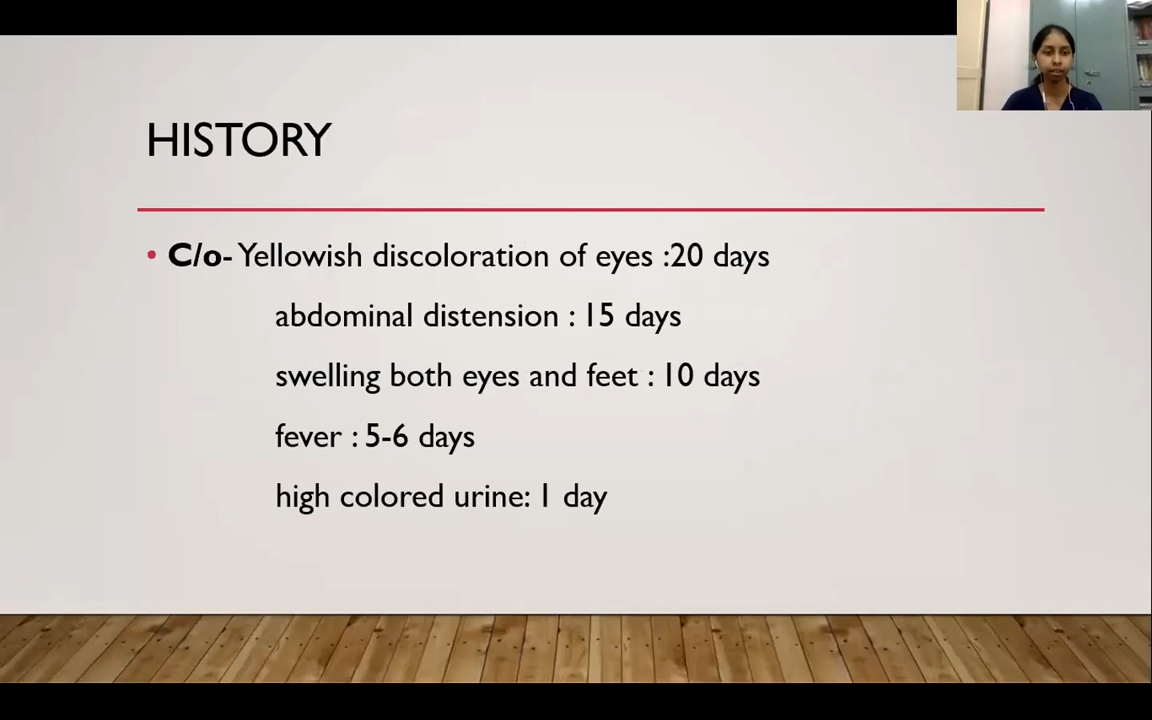 HISTORY
• C/o- Yellowish discoloration of eyes :20 days
abdominal distension : 15 days
swelling both eyes and feet : 10 days
fever : 5-6 days
high colored urine: 1 day